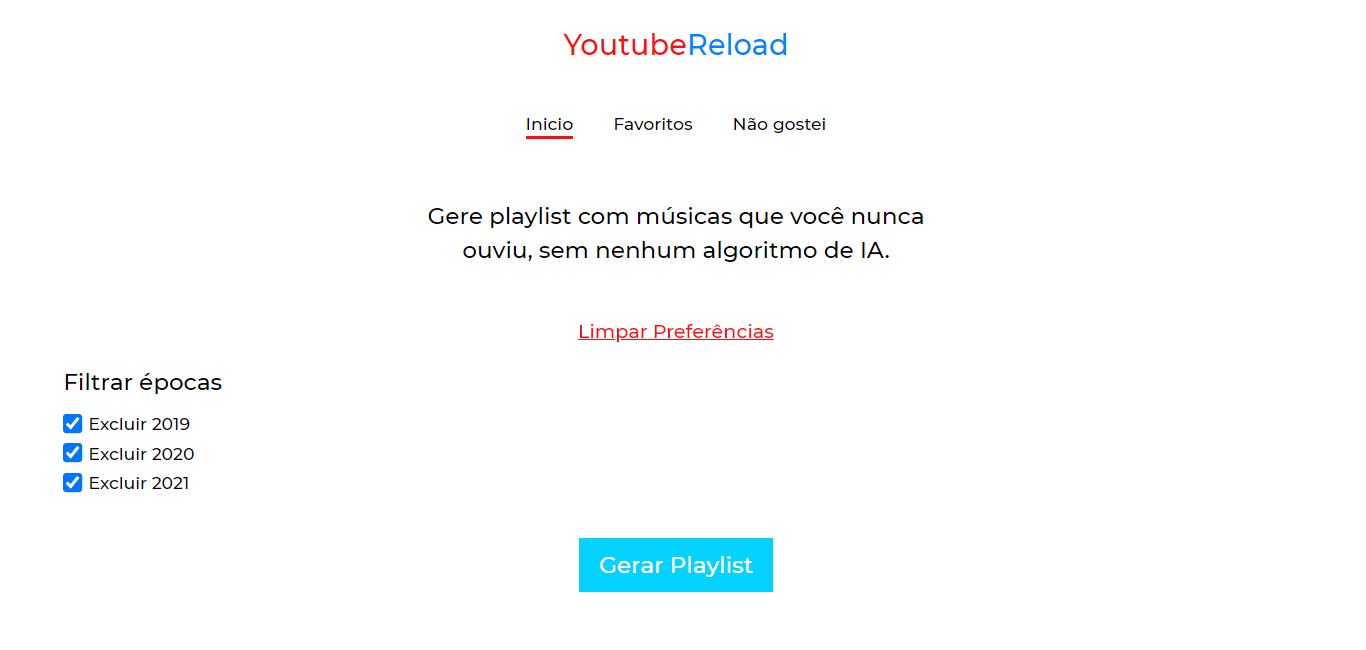 YoutubeReload
Inicio Favoritos Não gostei
Gere playlist com músicas que você nunca
ouviu, sem nenhum algoritmo de IA.
Limpar Preferências
Filtrar épocas
Excluir 2019
Excluir 2020
Excluir 2021
Gerar Playlist